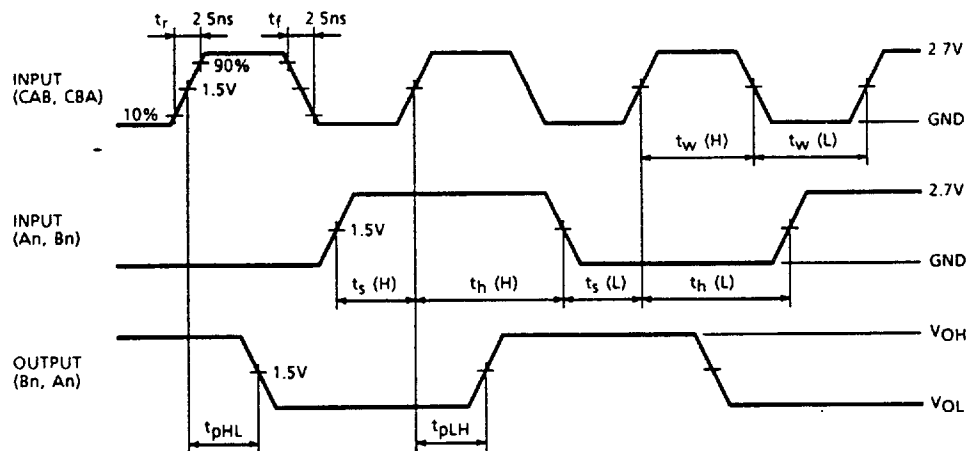 tr 2 5ns tf 2 5ns
2 7V
INPUT
(CAB, CBA)
90%
1.5V
10%
GND
tw (H) tw (L)
INPUT
(An, Bn)
2.7V
1.5V
GND
ts (H) th (H) ts (L) th (L)
OUTPUT
(Bn, An)
VOH
1.5V
VOL
tpHL tpLH